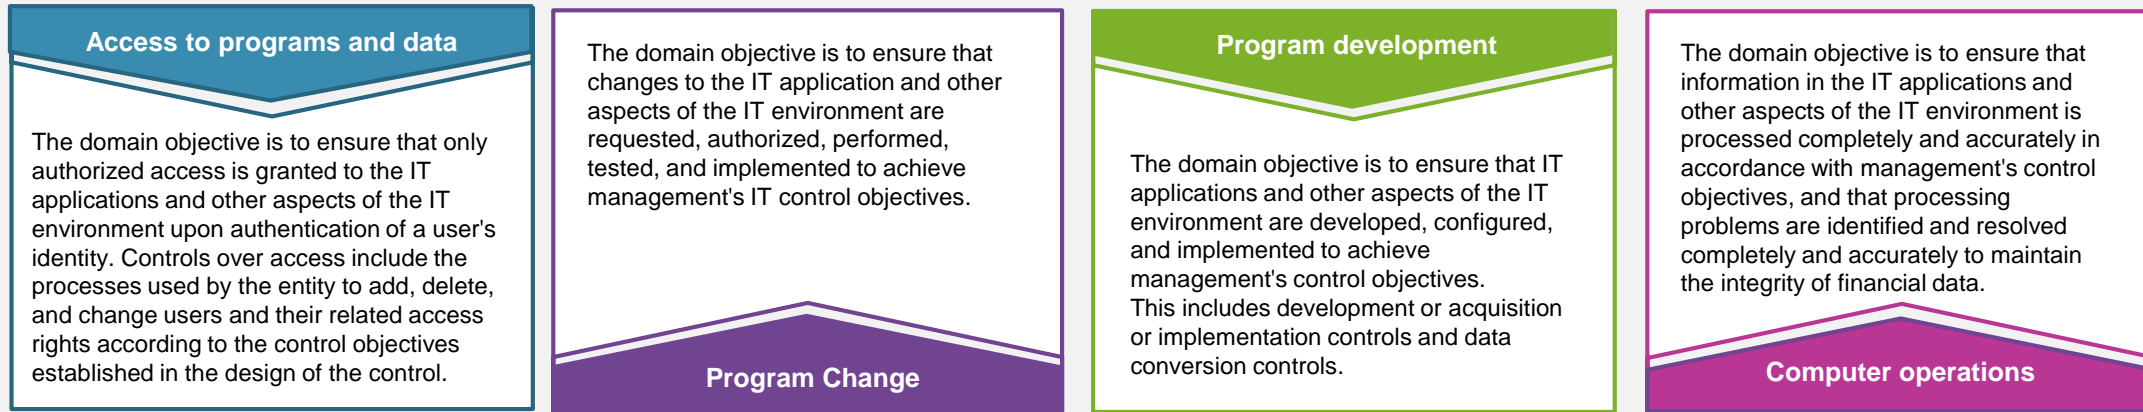 Access to programs and data
The domain objective is to ensure that only
authorized access is granted to the IT
applications and other aspects of the IT
environment upon authentication of a user's
identity. Controls over access include the
processes used by the entity to add, delete,
and change users and their related access
rights according to the control objectives
established in the design of the control.
The domain objective is to ensure that
changes to the IT application and other
aspects of the IT environment are
requested, authorized, performed,
tested, and implemented to achieve
management's IT control objectives.
Program Change
Program development
The domain objective is to ensure that IT
applications and other aspects of the IT
environment are developed, configured,
and implemented to achieve
management's control objectives.
This includes development or acquisition
or implementation controls and data
conversion controls.
The domain objective is to ensure that
information in the IT applications and
other aspects of the IT environment is
processed completely and accurately in
accordance with management's control
objectives, and that processing
problems are identified and resolved
completely and accurately to maintain
the integrity of financial data.
Computer operations